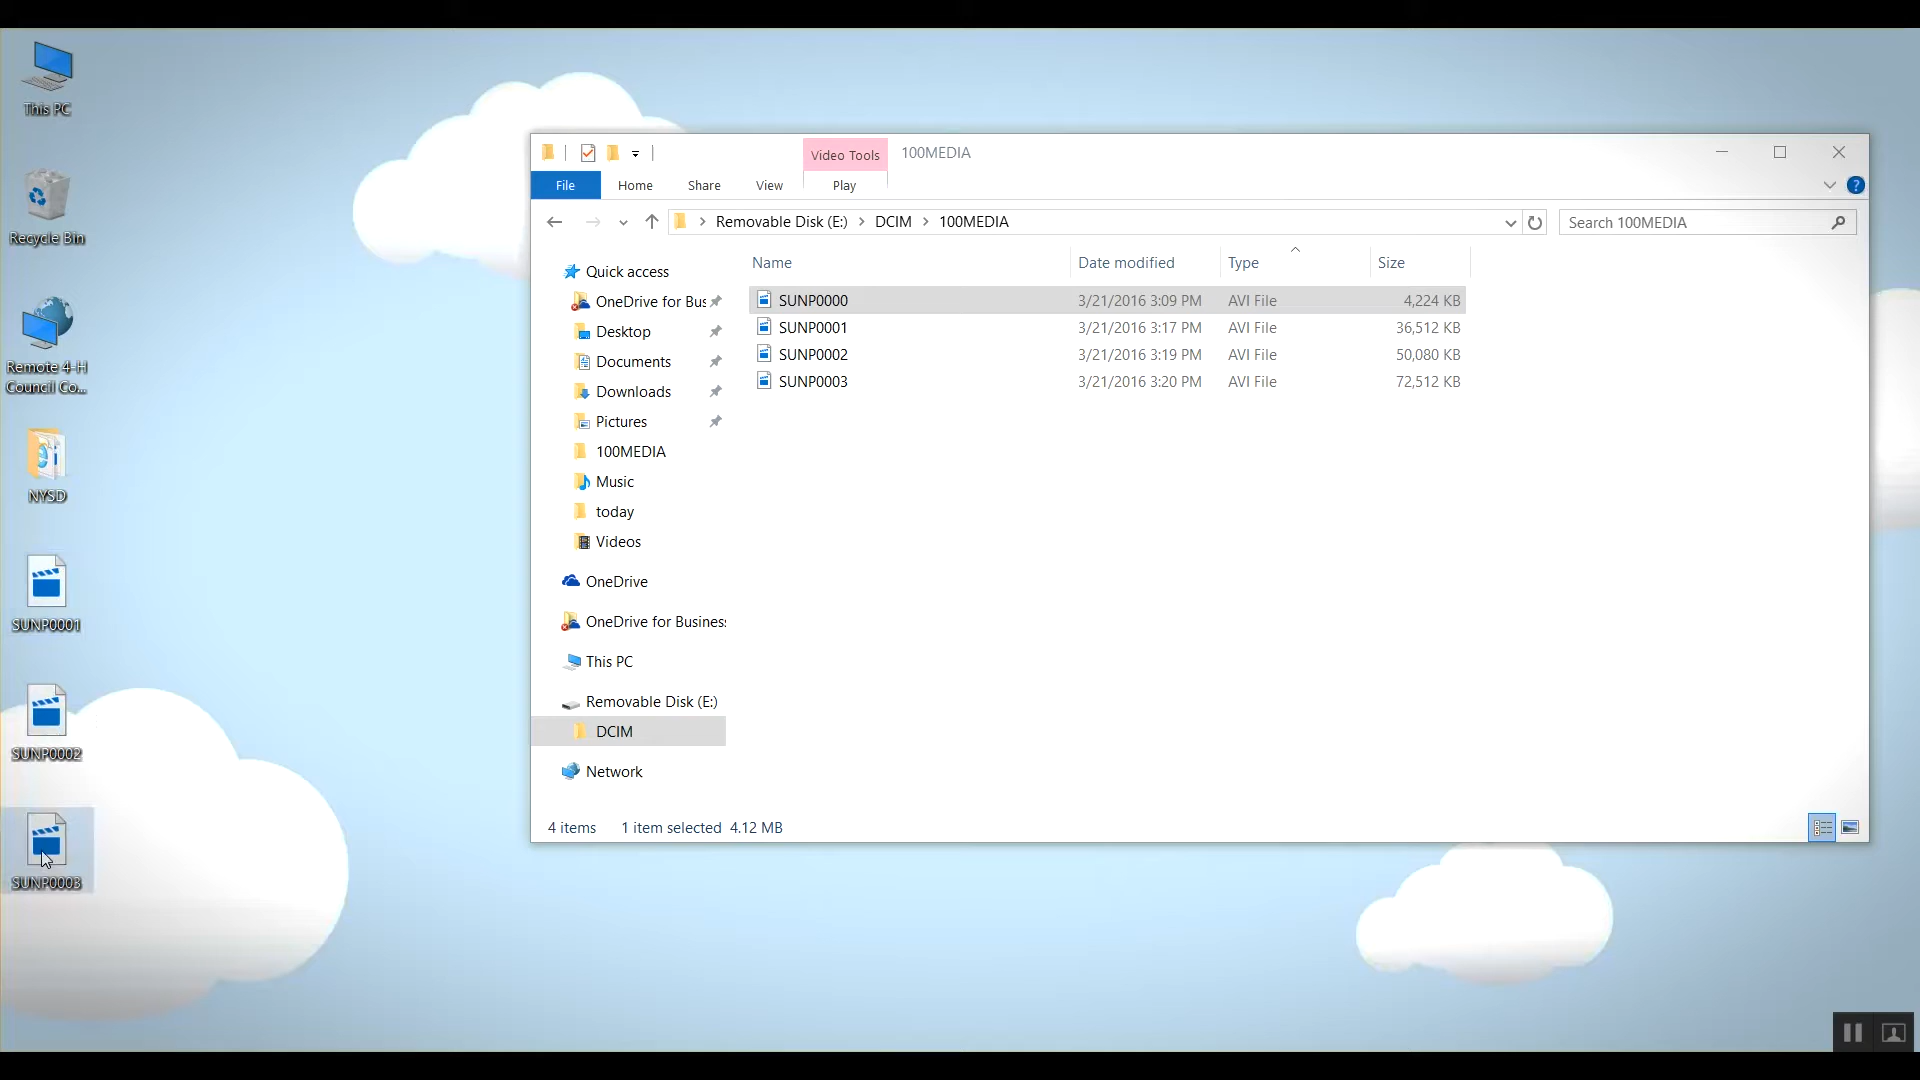 This PC
Recycle Bin
Remote 4-H
Council Co...
NYSD
SUNP0001
SUNP0002
SUNP0003
Video Tools
100MEDIA
File
Home
Share
View
Play
Removable Disk (E:)
DCIM
100MEDIA
Search 100MEDIA
Quick access
OneDrive for Bus
Desktop
Documents
Downloads
Pictures
100MEDIA
Music
today
Videos
OneDrive
OneDrive for Business
This PC
Removable Disk (E:)
DCIM
Network
Name Date modified Type Size
SUNP0000 3/21/2016 3:09 PM AVI File 4,224 KB
SUNP0001 3/21/2016 3:17 PM AVI File 36,512 KB
SUNP0002 3/21/2016 3:19 PM AVI File 50,080 KB
SUNP0003 3/21/2016 3:20 PM AVI File 72,512 KB
4 items 1 item selected 4.12 MB